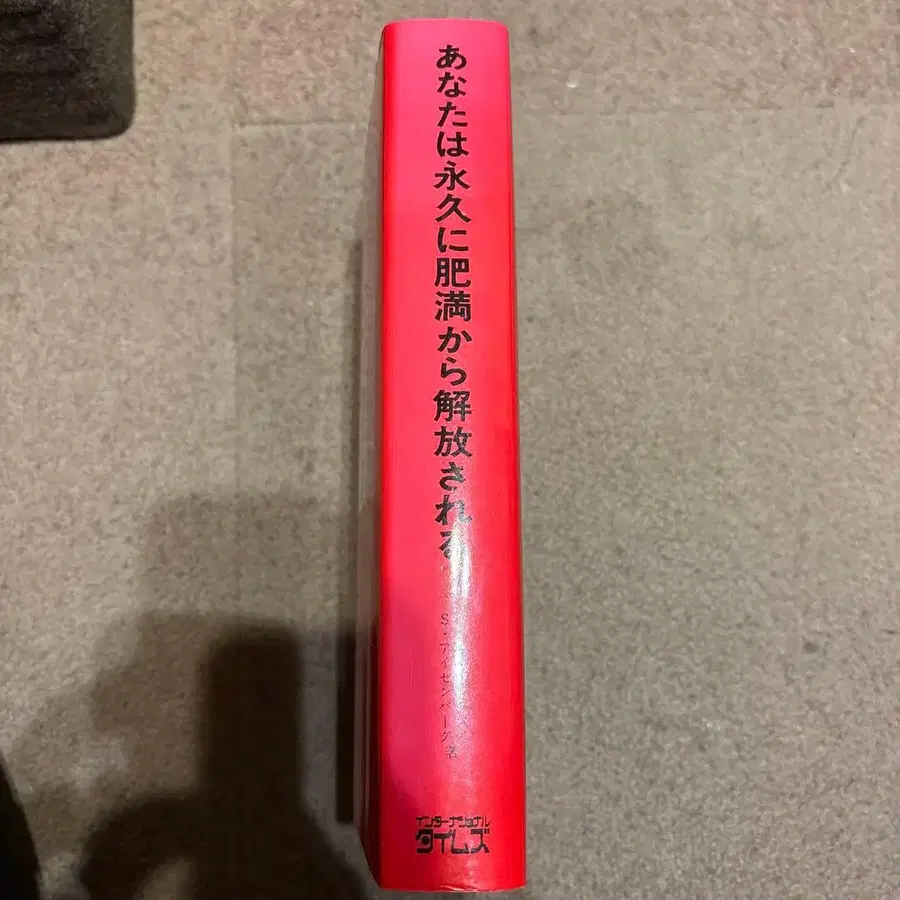 あなたは永久に肥満から解放される
S・アイゼンバーグ著
インターナショナル
タイムズ